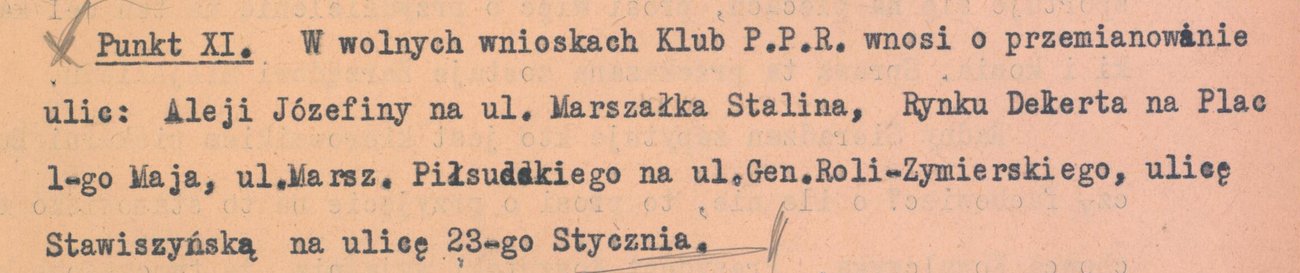 Punkt XI. W wolnych wnioskach Klub P.P.R. wnosi o przemianowanie
ulic: Aleji Józefiny na ul. Marszałka Stalina, Rynku Dekerta na Plac
1-go Maja, ul.Marsz. Piłsuddkiego na ul.Gen.Roli-Zymierskiego, ulicę
Stawiszyńską na ulicę 23-go Stycznia.